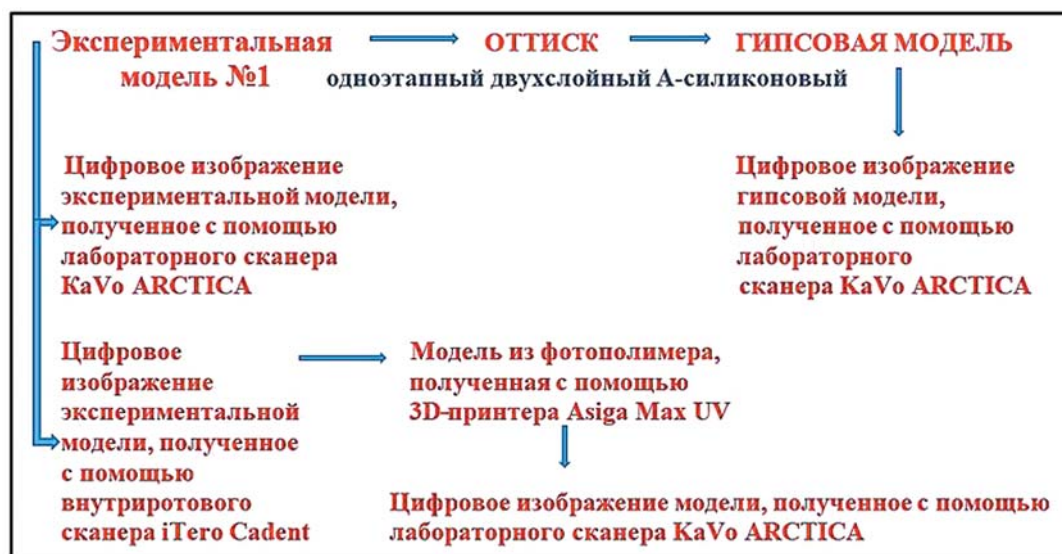 Экспериментальная
модель №1
ОТТИСК
ГИПСОВАЯ МОДЕЛЬ
одноэтапный двухслойный А-силиконовый
Цифровое изображение
экспериментальной модели,
полученное с помощью
лабораторного сканера
KaVo ARCTICA
Цифровое изображение
гипсовой модели,
полученное с помощью
лабораторного
сканера KaVo ARCTICA
Цифровое
изображение
экспериментальной
модели, полученное
с помощью
внутриротового
сканера iTero Cadent
Модель из фотополимера,
полученная с помощью
3D-принтера Asiga Max UV
Цифровое изображение модели, полученное с помощью
лабораторного сканера KaVo ARCTICA